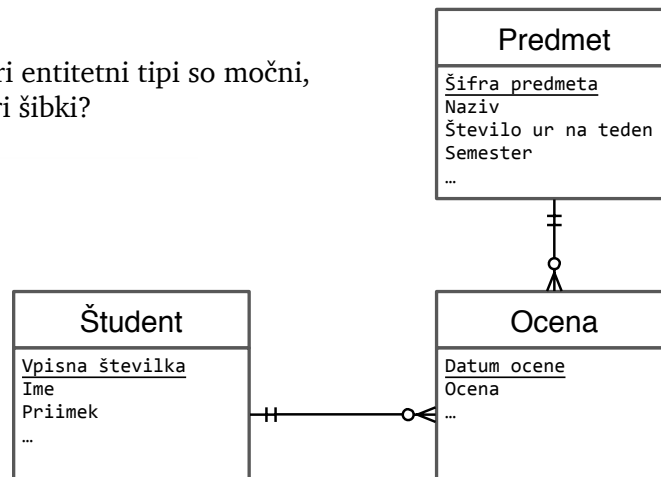 ri entitetni tipi so močni,
ri šibki?
Predmet
Šifra predmeta
Naziv
Število ur na teden
Semester
…
Študent
Vpisna številka
Ime
Priimek
…
Ocena
Datum ocene
Ocena
…